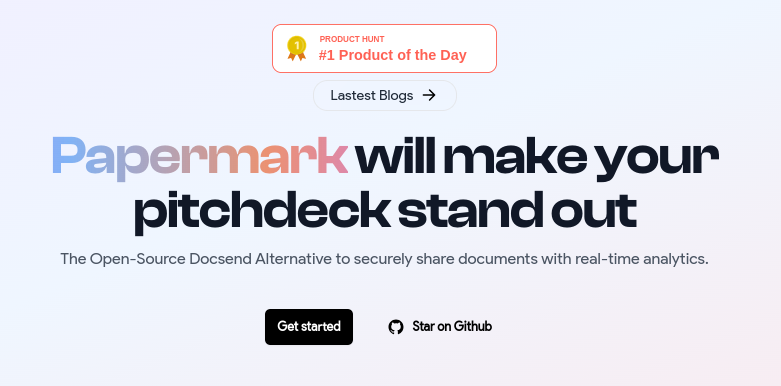 1
PRODUCT HUNT
#1 Product of the Day
Lastest Blogs
Papermark will make your
pitchdeck stand out
The Open-Source Docsend Alternative to securely share documents with real-time analytics.
Get started
Star on Github